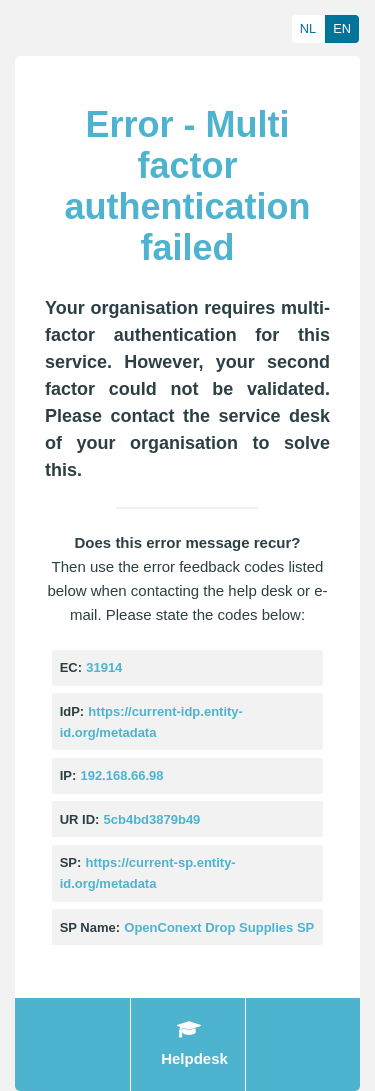 NL EN
Error - Multi
factor
authentication
failed
Your organisation requires multi-
factor authentication for this
service. However, your second
factor could not be validated.
Please contact the service desk
of your organisation to solve
this.
Does this error message recur?
Then use the error feedback codes listed
below when contacting the help desk or e-
mail. Please state the codes below:
EC: 31914
IdP: https://current-idp.entity-
id.org/metadata
IP: 192.168.66.98
UR ID: 5cb4bd3879b49
SP: https://current-sp.entity-
id.org/metadata
SP Name: OpenConext Drop Supplies SP
Helpdesk